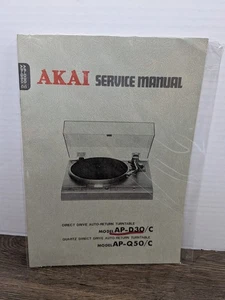 AKAI SERVICE MANUAL
DIRECT DRIVE AUTO-RETURN TURNTABLE
MODEL AP-D30/C
QUARTZ DIRECT DRIVE AUTO-RETURN TURNTABLE
MODEL AP-Q50/C